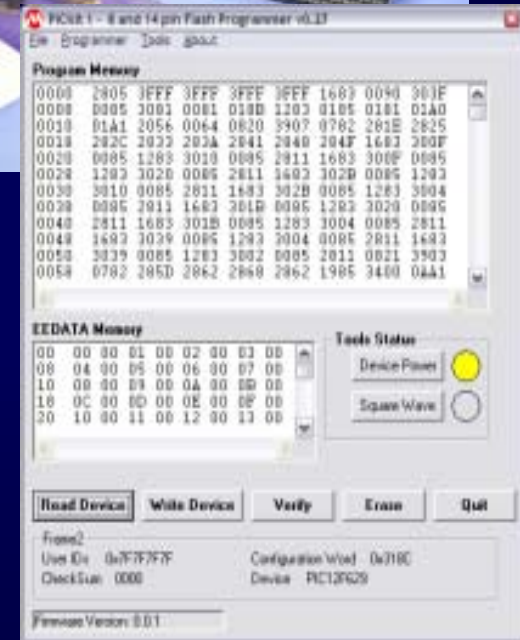 PICkit 1 - 8 and 14 pin Flash Programmer v0.37
File Programmer Tools About
Program Memory
0000 2805 3FFF 3FFF 3FFF 3FFF 1683 0090 303F
0008 0085 3081 0081 018B 1283 0185 0181 01A0
0010 01A1 2056 0064 0820 3907 0782 281E 2825
0018 282C 2833 283A 2841 2848 284F 1683 300F
0020 0085 1283 3010 0085 2811 1683 300F 0085
0028 1283 3020 0085 2811 1683 302B 0085 1283
0030 3010 0085 2811 1683 302B 0085 1283 3004
0038 0085 2811 1683 301B 0085 1283 3020 0085
0040 2811 1683 301B 0085 1283 3004 0085 2811
0048 1683 3039 0085 1283 3004 0085 2811 1683
0050 3039 0085 1283 3002 0085 2811 0821 3903
0058 0782 285D 2862 2868 2862 1985 3400 0AA1
EEDATA Memory
00 00 00 01 00 02 00 03 00
08 04 00 05 00 06 00 07 00
10 08 00 09 00 0A 00 0B 00
18 0C 00 0D 00 0E 00 0F 00
20 10 00 11 00 12 00 13 00
Tools Status
Device Power
Square Wave
Read Device Write Device Verify Erase Quit
Frame2
User IDs 0x7F7F7F7F Configuration Word 0x318C
CheckSum 0000 Device PIC12F629
Firmware Version: 0.0.1